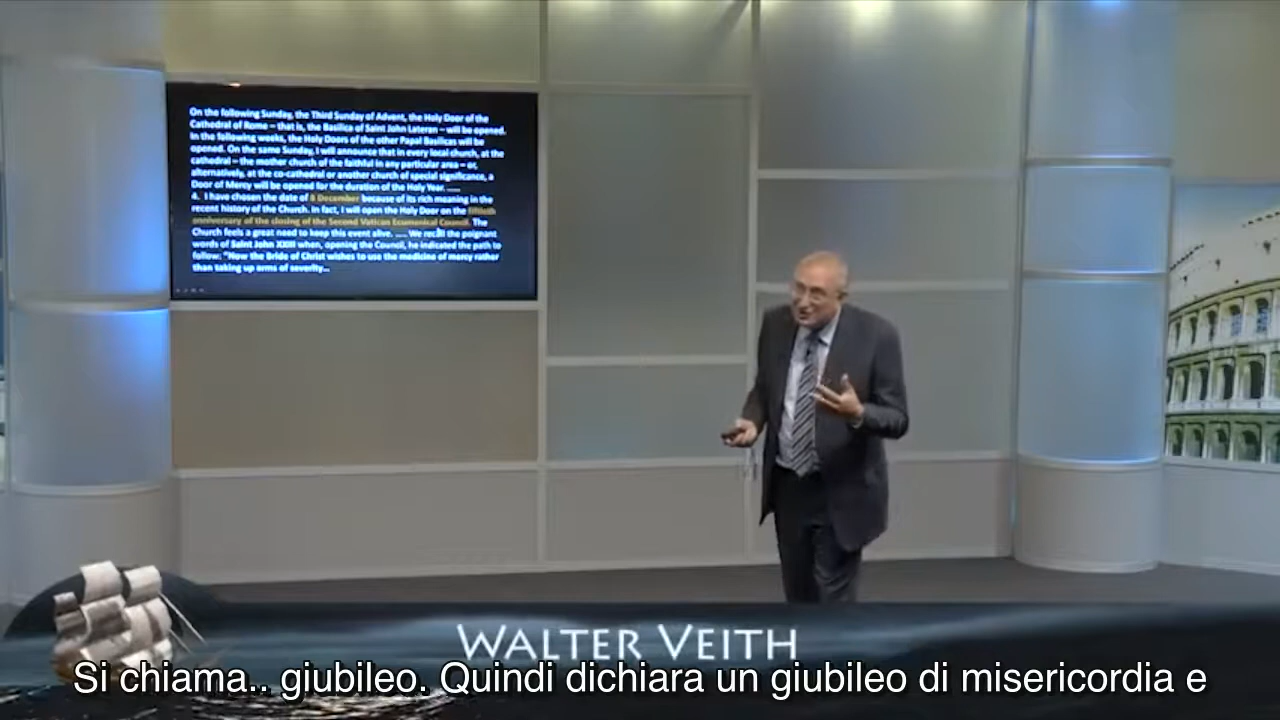 On the following Sunday, the Third Sunday of Advent, the Holy Door of the
Cathedral of Rome – that is, the Basilica of Saint John Lateran – will be opened.
In the following weeks, the Holy Doors of the other Papal Basilicas will be
opened. On the same Sunday, I will announce that in every local church, at the
cathedral – the mother church of the faithful in any particular area – or,
alternatively, at the co-cathedral or another church of special significance, a
Door of Mercy will be opened for the duration of the Holy Year. .....
4. I have chosen the date of 8 December because of its rich meaning in the
recent history of the Church. In fact, I will open the Holy Door on the fiftieth
anniversary of the closing of the Second Vatican Ecumenical Council. The
Church feels a great need to keep this event alive. ..... We recall the poignant
words of Saint John XXIII when, opening the Council, he indicated the path to
follow: "Now the Bride of Christ wishes to use the medicine of mercy rather
than taking up arms of severity...
WALTER VEITH
Si chiama.. giubileo. Quindi dichiara un giubileo di misericordia e